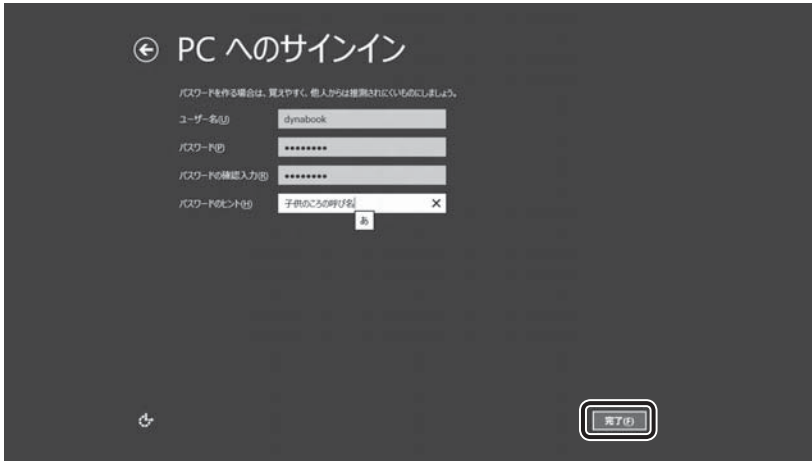 PC へのサインイン
パスワードを作る場合は、覚えやすく、他人からは推測されにくいものにしましょう。
ユーザー名(U) dynabook
パスワード(P) ••••••••
パスワードの確認入力(R) ••••••••
パスワードのヒント(H) 子供のころの呼び名
あ
完了(F)